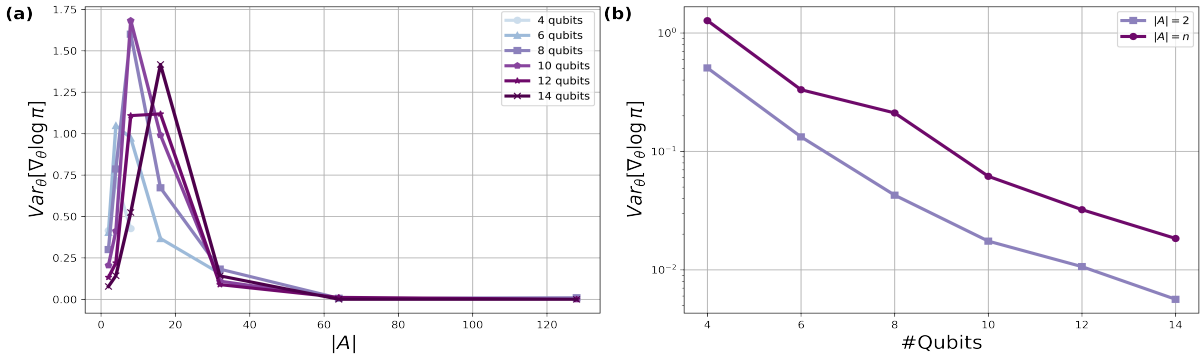 (a)
Var_θ[∇_θ log π]
1.75
1.50
1.25
1.00
0.75
0.50
0.25
0.00
0 20 40 60 80 100 120
|A|
4 qubits
6 qubits
8 qubits
10 qubits
12 qubits
14 qubits
(b)
Var_θ[∇_θ log π]
10⁰
10⁻¹
10⁻²
4 6 8 10 12 14
#Qubits
|A| = 2
|A| = n